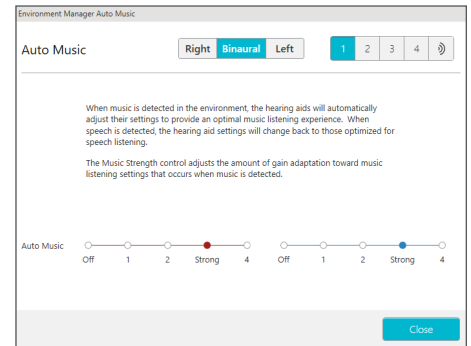 Environment Manager Auto Music
Auto Music Right Binaural Left 1 2 3 4
When music is detected in the environment, the hearing aids will automatically
adjust their settings to provide an optimal music listening experience. When
speech is detected, the hearing aid settings will change back to those optimized for
speech listening.
The Music Strength control adjusts the amount of gain adaptation toward music
listening settings that occurs when music is detected.
Auto Music
Off 1 2 Strong 4 Off 1 2 Strong 4
Close